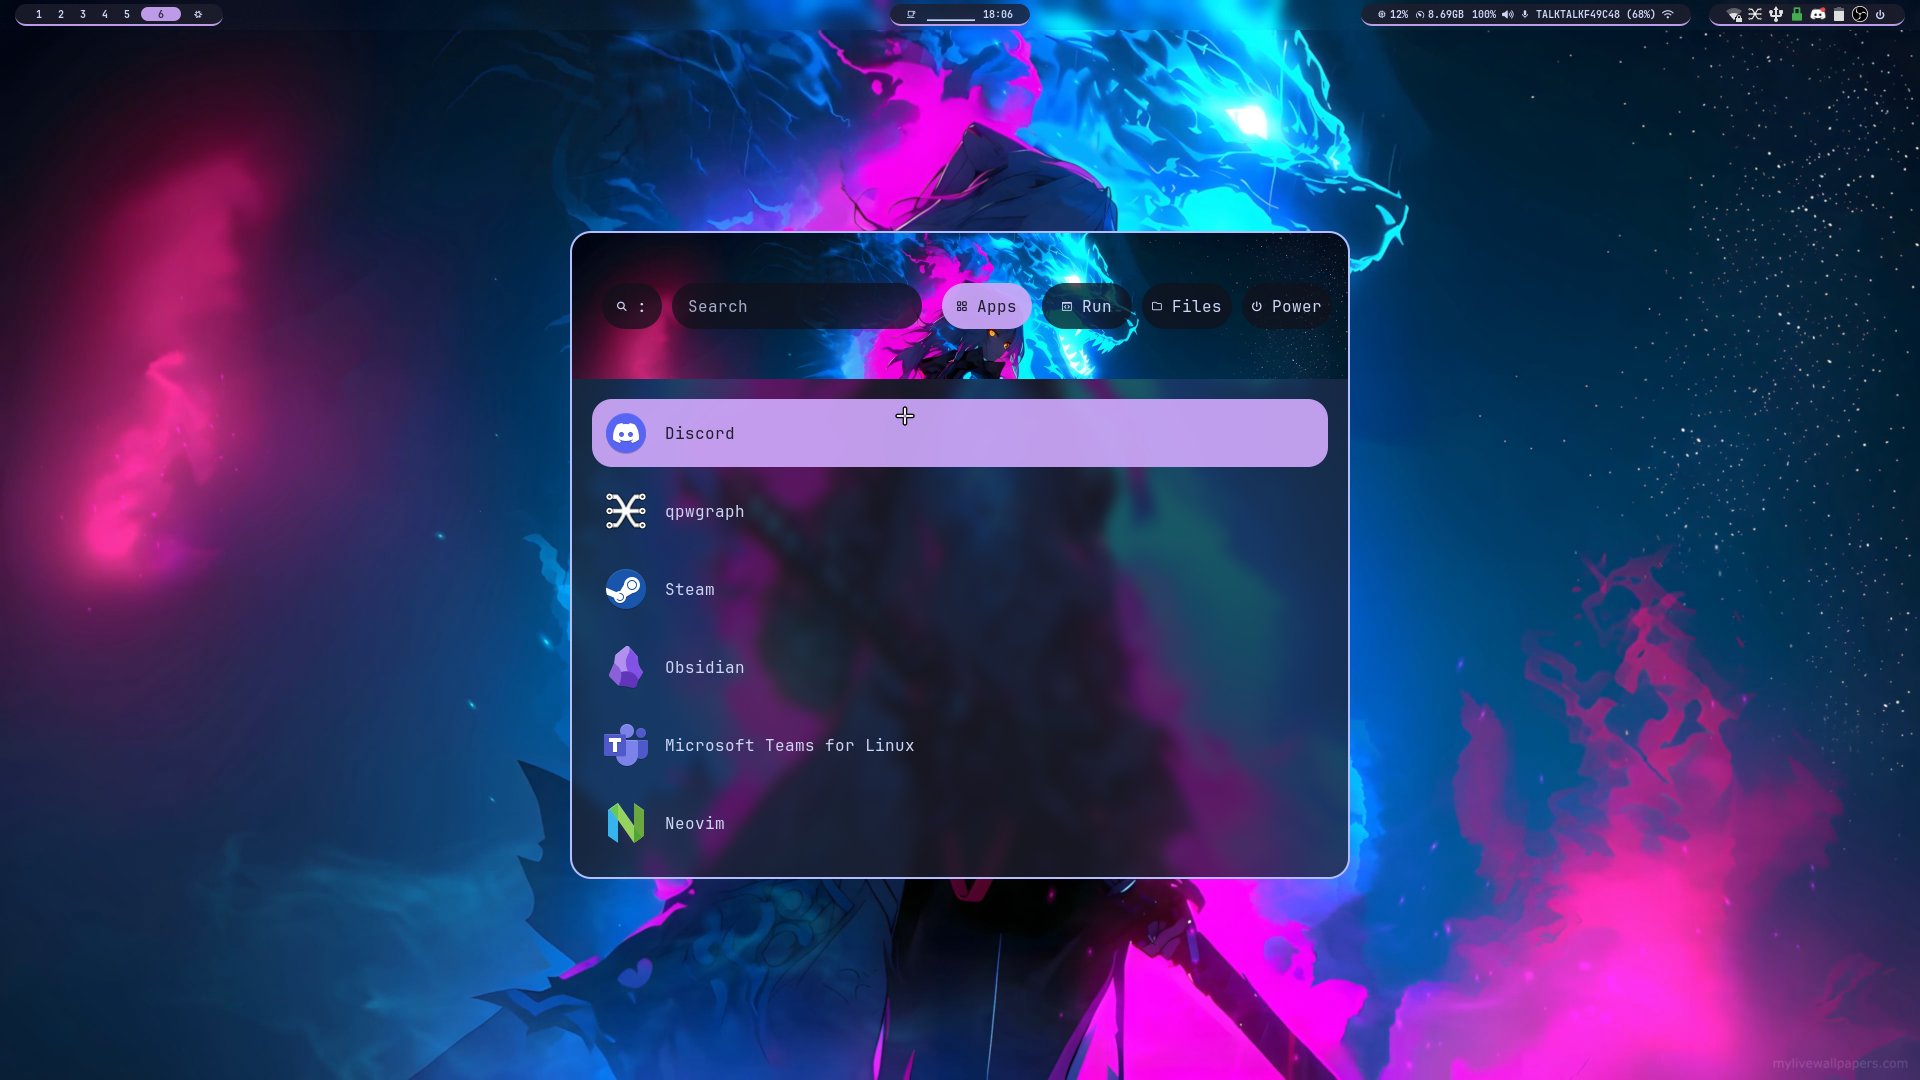 1 2 3 4 5 6
18:06
12% 8.69GB 100% TALKTALKF49C48 (68%)
: Search Apps Run Files Power
Discord
qpwgraph
Steam
Obsidian
T Microsoft Teams for Linux
Neovim
mylivewallpapers.com